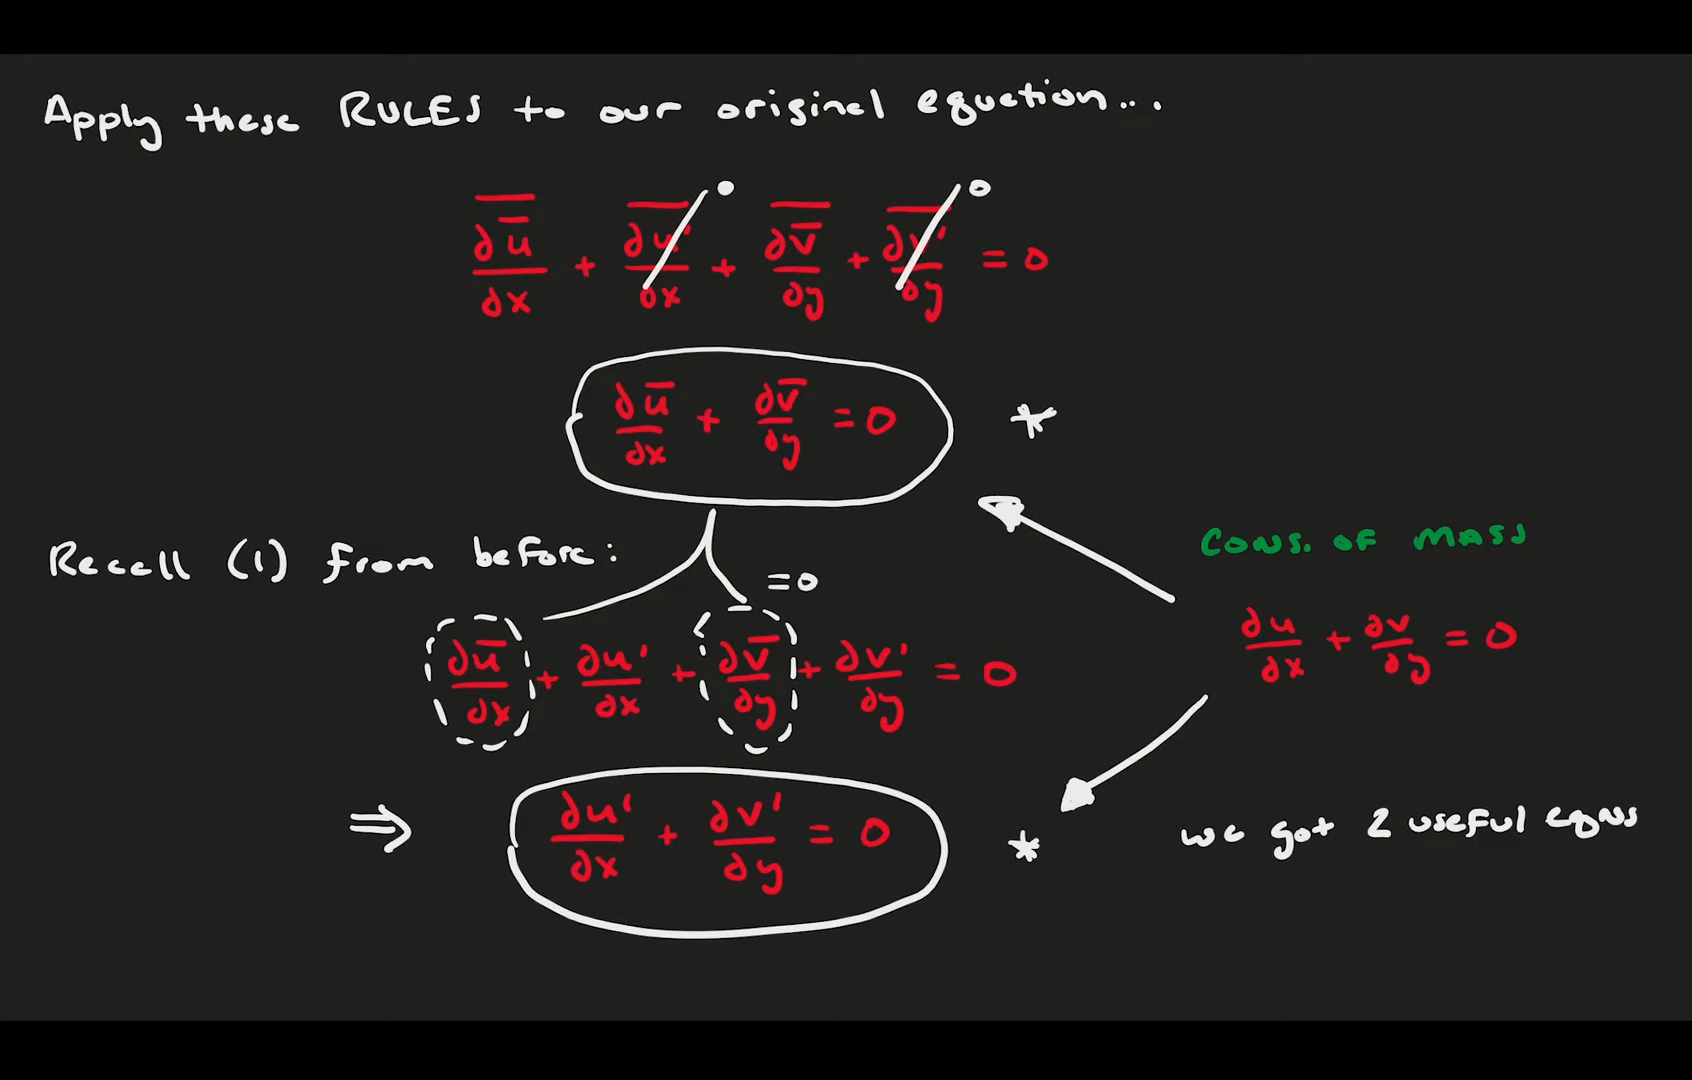 Apply these RULES to our original equation...
∂u̅/∂x̅ + ∂u'/∂x̅ + ∂v̅/∂y̅ + ∂v'/∂y̅ = 0
0 0
∂u̅/∂x + ∂v̅/∂y = 0 *
Recall (1) from before:
= 0
∂u̅/∂x + ∂u'/∂x + ∂v̅/∂y + ∂v'/∂y = 0
CONS. OF MASS
∂u/∂x + ∂v/∂y = 0
⇒ ∂u'/∂x + ∂v'/∂y = 0 *
we got 2 useful eqns